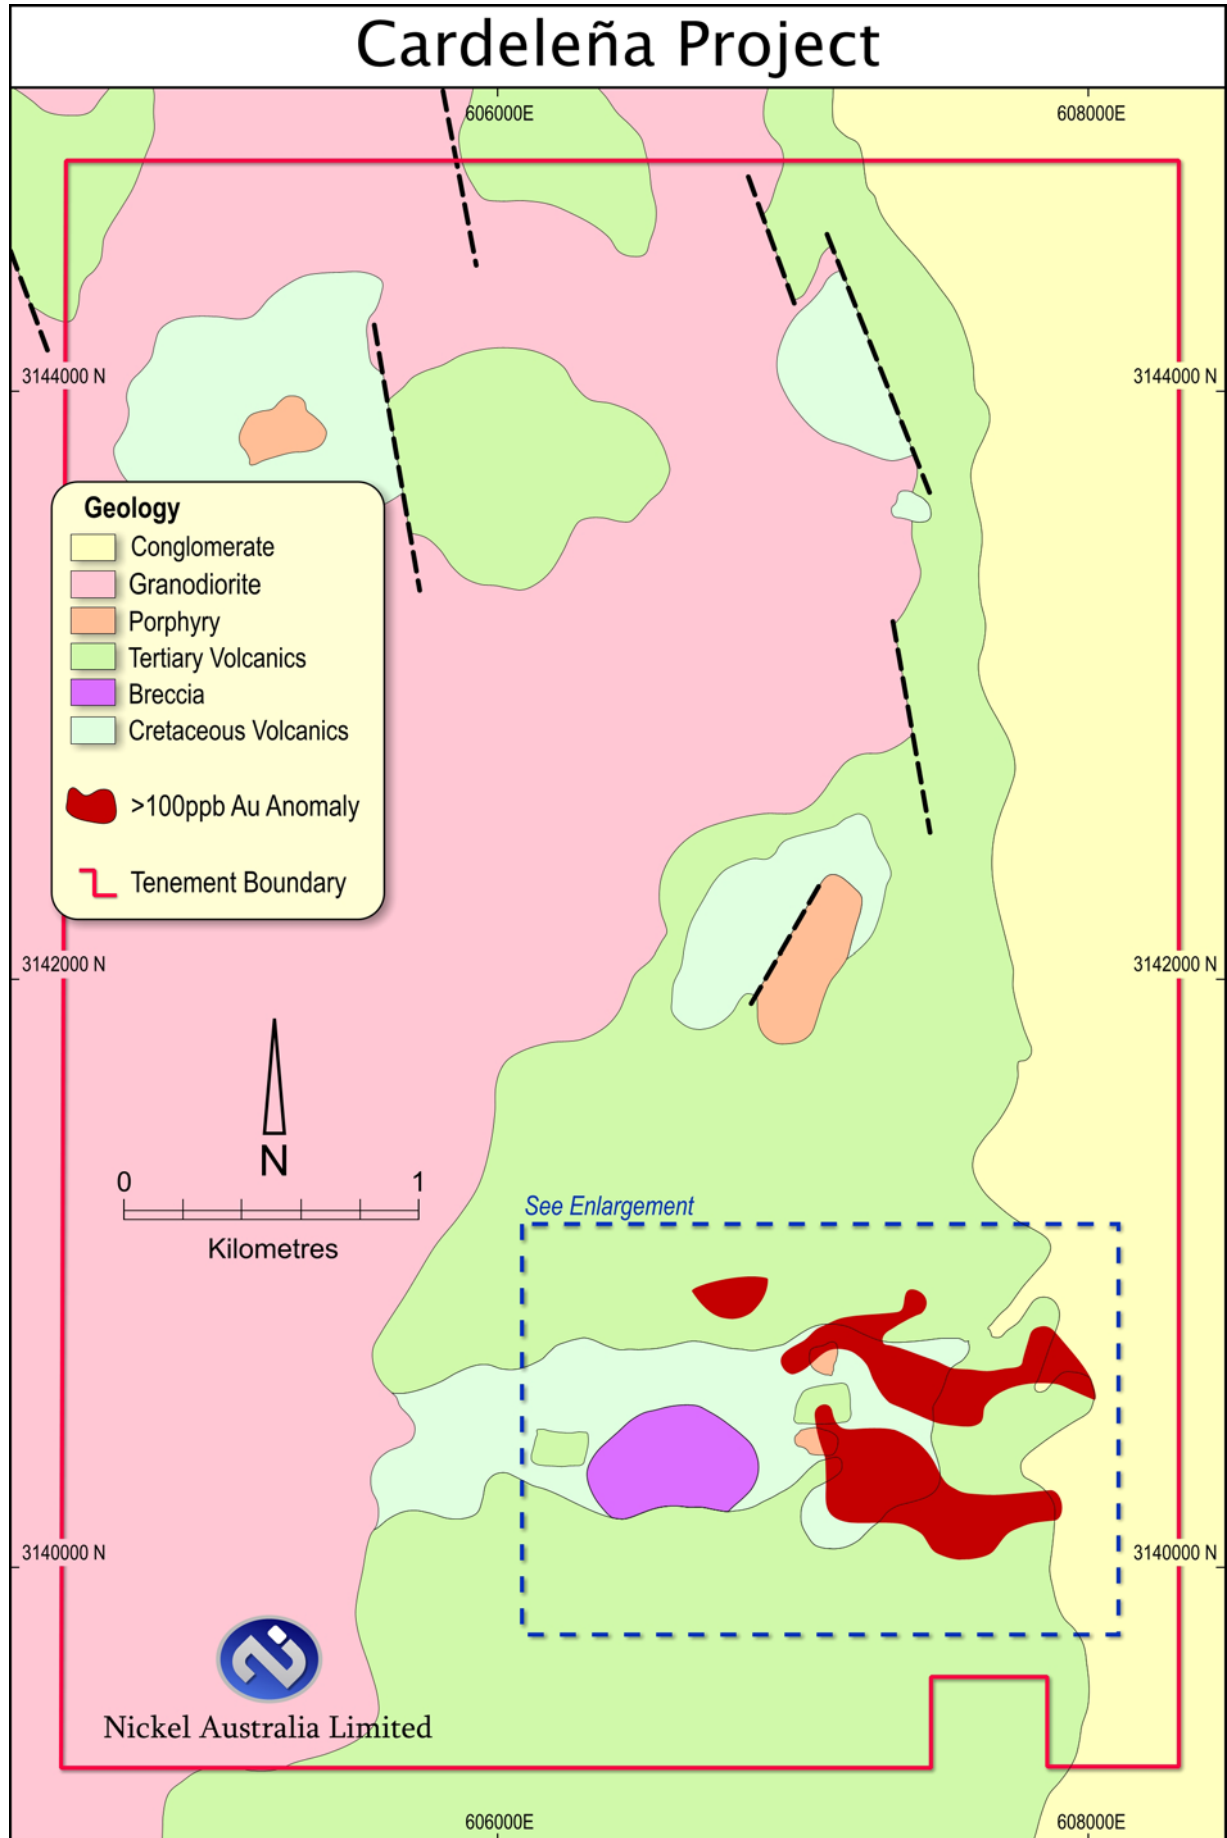 Cardeleña Project
606000E
608000E
3144000 N
3144000 N
Geology
Conglomerate
Granodiorite
Porphyry
Tertiary Volcanics
Breccia
Cretaceous Volcanics
>100ppb Au Anomaly
Tenement Boundary
3142000 N
3142000 N
N
0
1
Kilometres
See Enlargement
3140000 N
3140000 N
Nickel Australia Limited
606000E
608000E